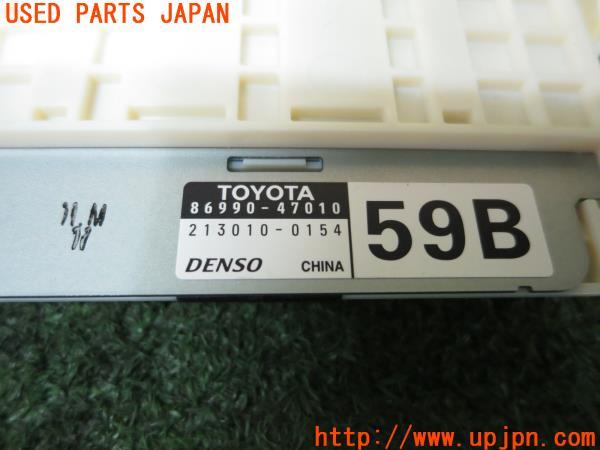 USED PARTS JAPAN
TOYOTA
86990-47010
213010-0154
DENSO CHINA
59B
http://www.upjpn.com